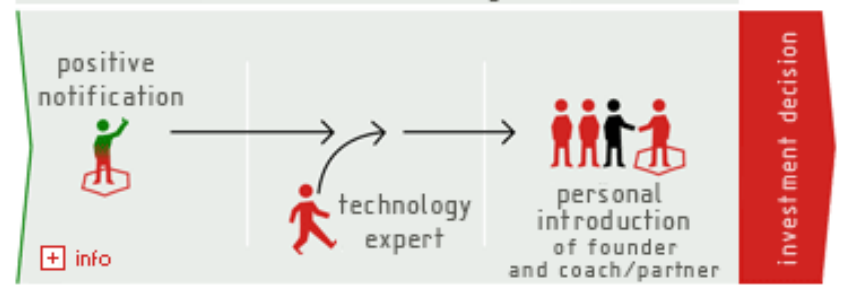 positive
notification
technology
expert
personal
introduction
of founder
and coach/partner
investment decision
+ info